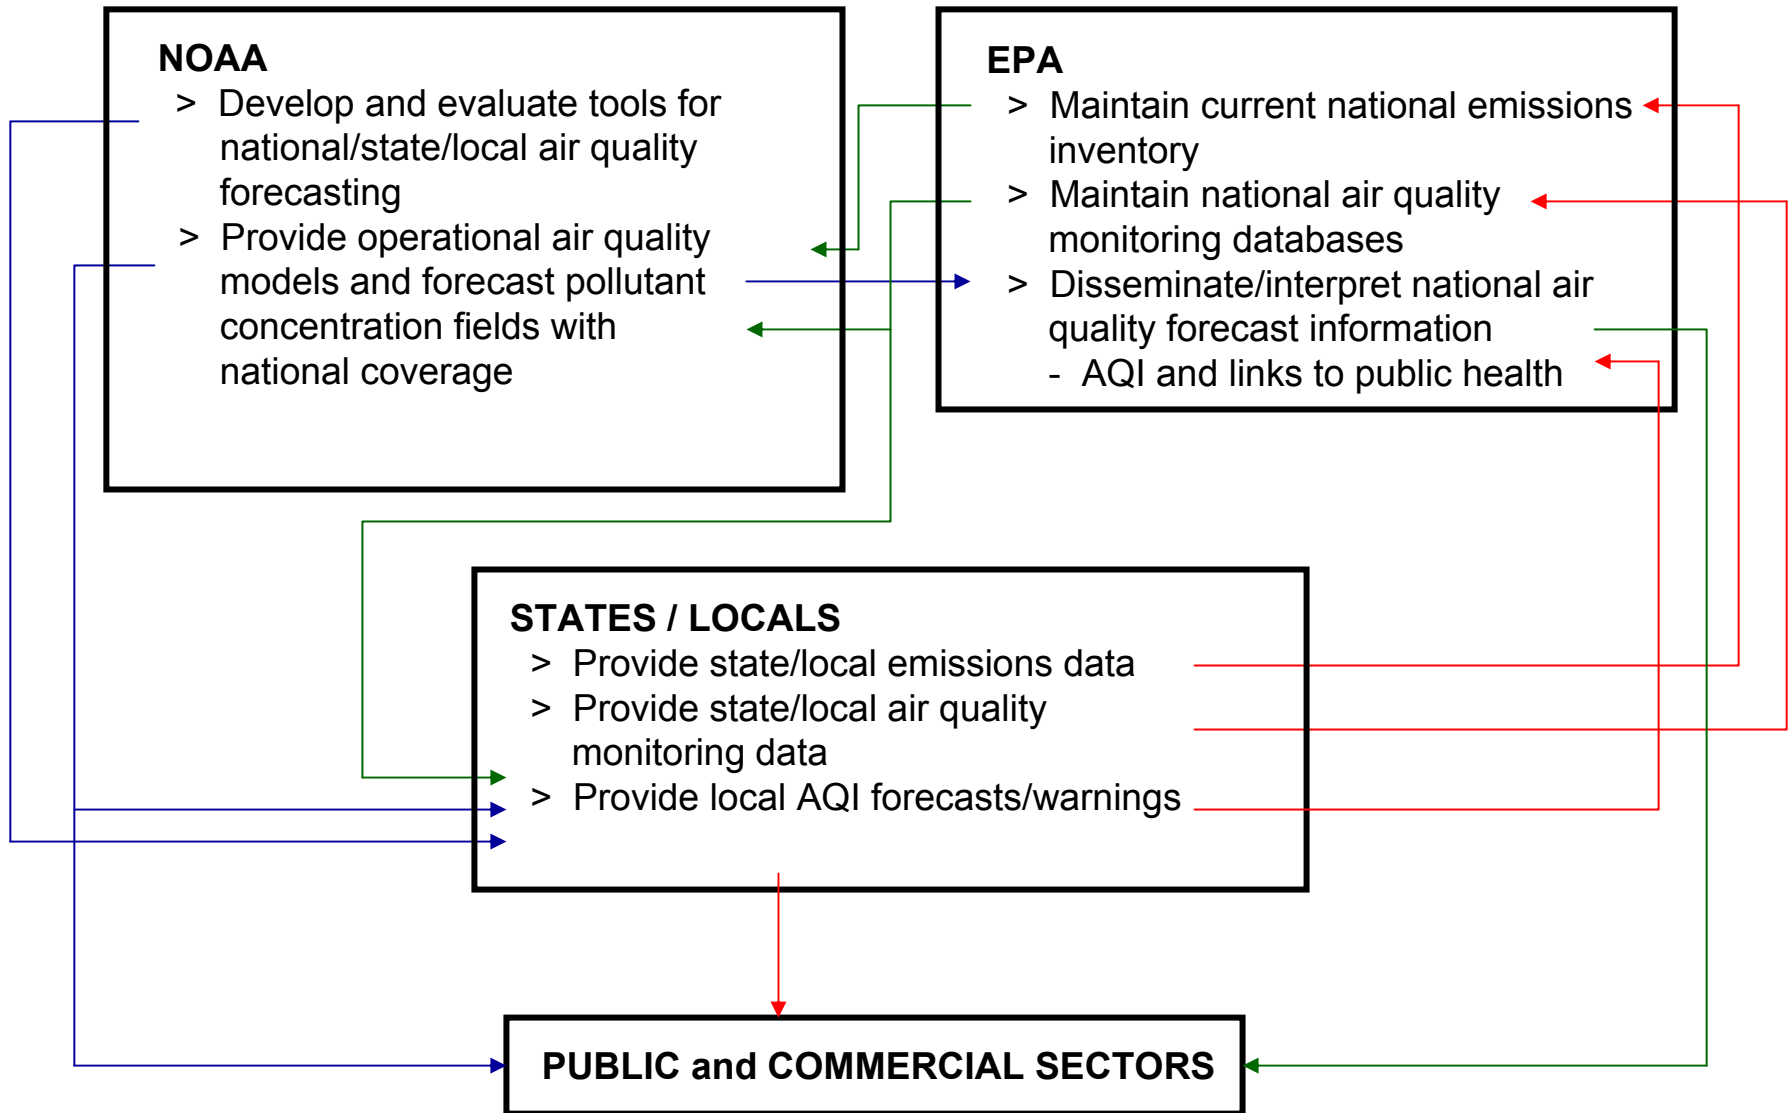 NOAA
> Develop and evaluate tools for
national/state/local air quality
forecasting
> Provide operational air quality
models and forecast pollutant
concentration fields with
national coverage
EPA
> Maintain current national emissions
inventory
> Maintain national air quality
monitoring databases
> Disseminate/interpret national air
quality forecast information
- AQI and links to public health
STATES / LOCALS
> Provide state/local emissions data
> Provide state/local air quality
monitoring data
> Provide local AQI forecasts/warnings
PUBLIC and COMMERCIAL SECTORS